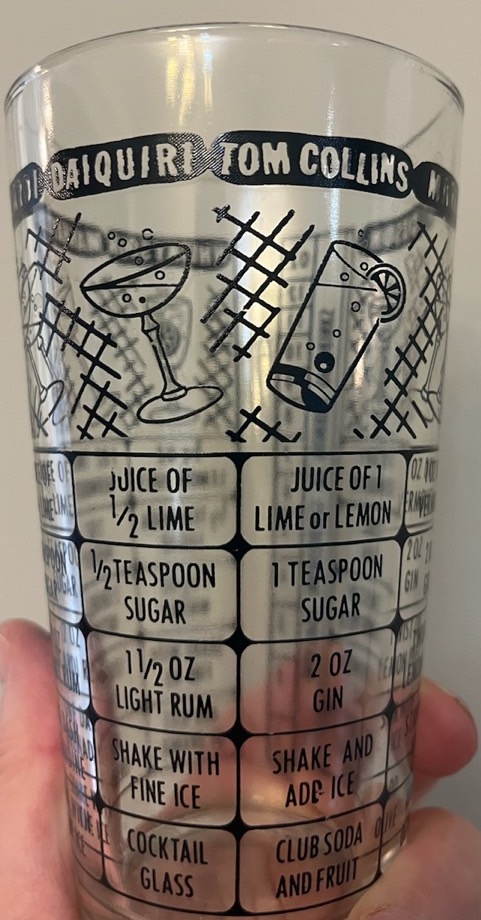 DAIQUIRI
TOM COLLINS
JUICE OF
1/2 LIME
1/2 TEASPOON
SUGAR
1 1/2 OZ
LIGHT RUM
SHAKE WITH
FINE ICE
COCKTAIL
GLASS
JUICE OF 1
LIME or LEMON
1 TEASPOON
SUGAR
2 OZ
GIN
SHAKE AND
ADD ICE
CLUB SODA
AND FRUIT